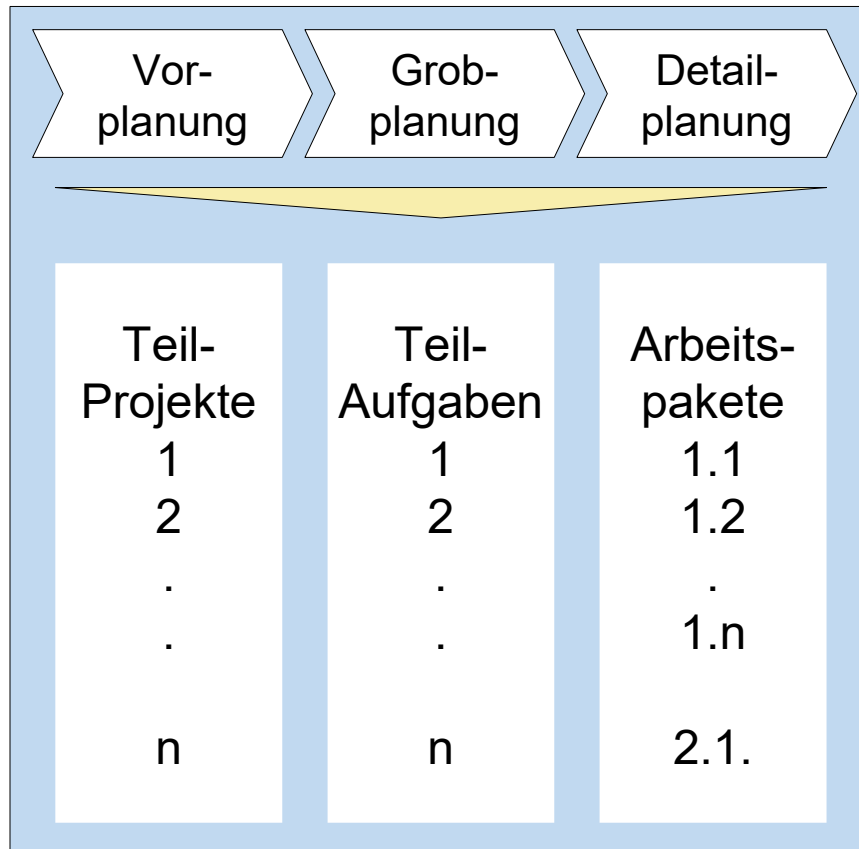 Vor-
planung
Grob-
planung
Detail-
planung
Teil-
Projekte
1
2
.
.
n
Teil-
Aufgaben
1
2
.
.
n
Arbeits-
pakete
1.1
1.2
.
1.n
2.1.